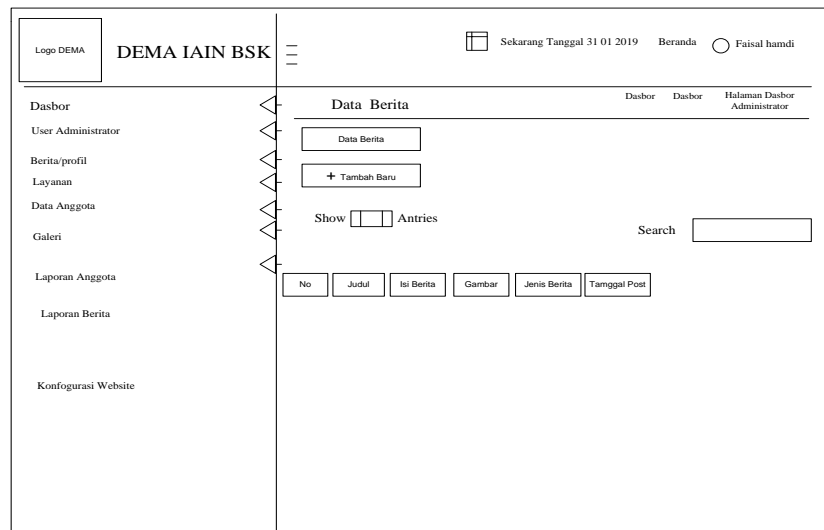 Logo DEMA
DEMA IAIN BSK
Sekarang Tanggal 31 01 2019
Beranda
Faisal hamdi
Dasbor
User Administrator
Berita/profil
Layanan
Data Anggota
Galeri
Laporan Anggota
Laporan Berita
Konfogurasi Website
Data Berita
Dasbor
Dasbor
Halaman Dasbor
Administrator
Data Berita
+ Tambah Baru
Show
Antries
Search
No
Judul
Isi Berita
Gambar
Jenis Berita
Tamggal Post